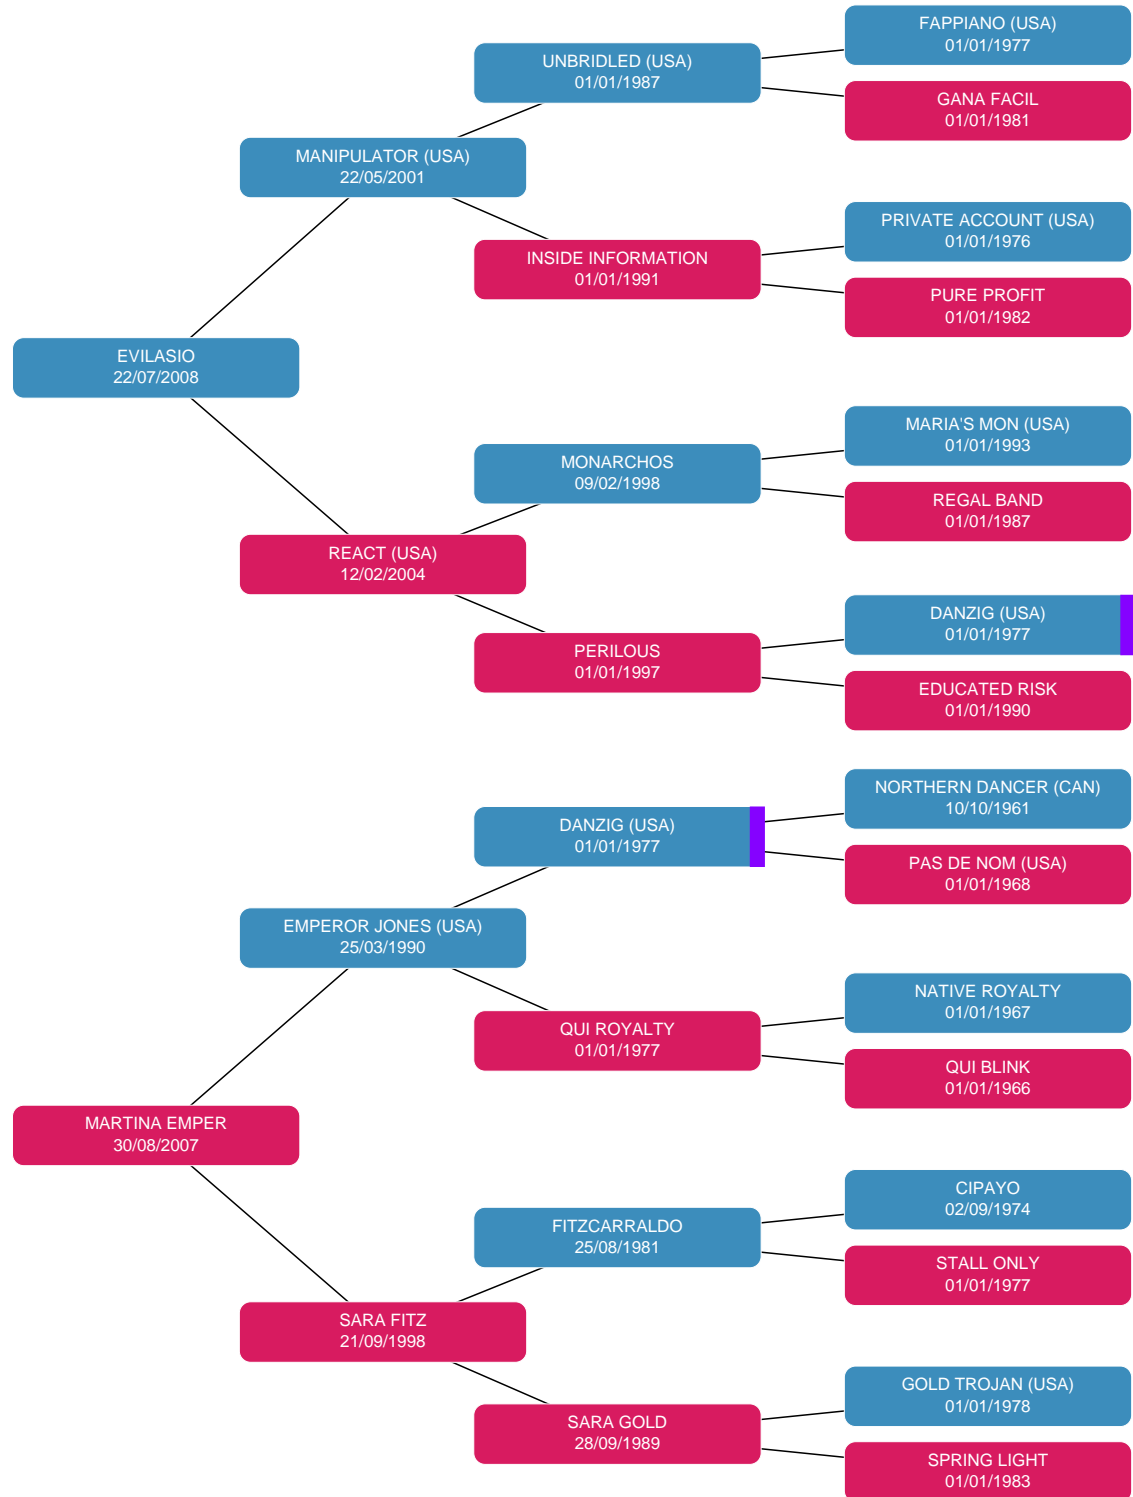 FAPPIANO (USA)
01/01/1977
UNBRIDLED (USA)
01/01/1987
GANA FACIL
01/01/1981
MANIPULATOR (USA)
22/05/2001
PRIVATE ACCOUNT (USA)
01/01/1976
INSIDE INFORMATION
01/01/1991
PURE PROFIT
01/01/1982
EVILASIO
22/07/2008
MARIA'S MON (USA)
01/01/1993
MONARCHOS
09/02/1998
REGAL BAND
01/01/1987
REACT (USA)
12/02/2004
DANZIG (USA)
01/01/1977
PERILOUS
01/01/1997
EDUCATED RISK
01/01/1990
NORTHERN DANCER (CAN)
10/10/1961
DANZIG (USA)
01/01/1977
PAS DE NOM (USA)
01/01/1968
EMPEROR JONES (USA)
25/03/1990
NATIVE ROYALTY
01/01/1967
QUI ROYALTY
01/01/1977
QUI BLINK
01/01/1966
MARTINA EMPER
30/08/2007
CIPAYO
02/09/1974
FITZCARRALDO
25/08/1981
STALL ONLY
01/01/1977
SARA FITZ
21/09/1998
GOLD TROJAN (USA)
01/01/1978
SARA GOLD
28/09/1989
SPRING LIGHT
01/01/1983